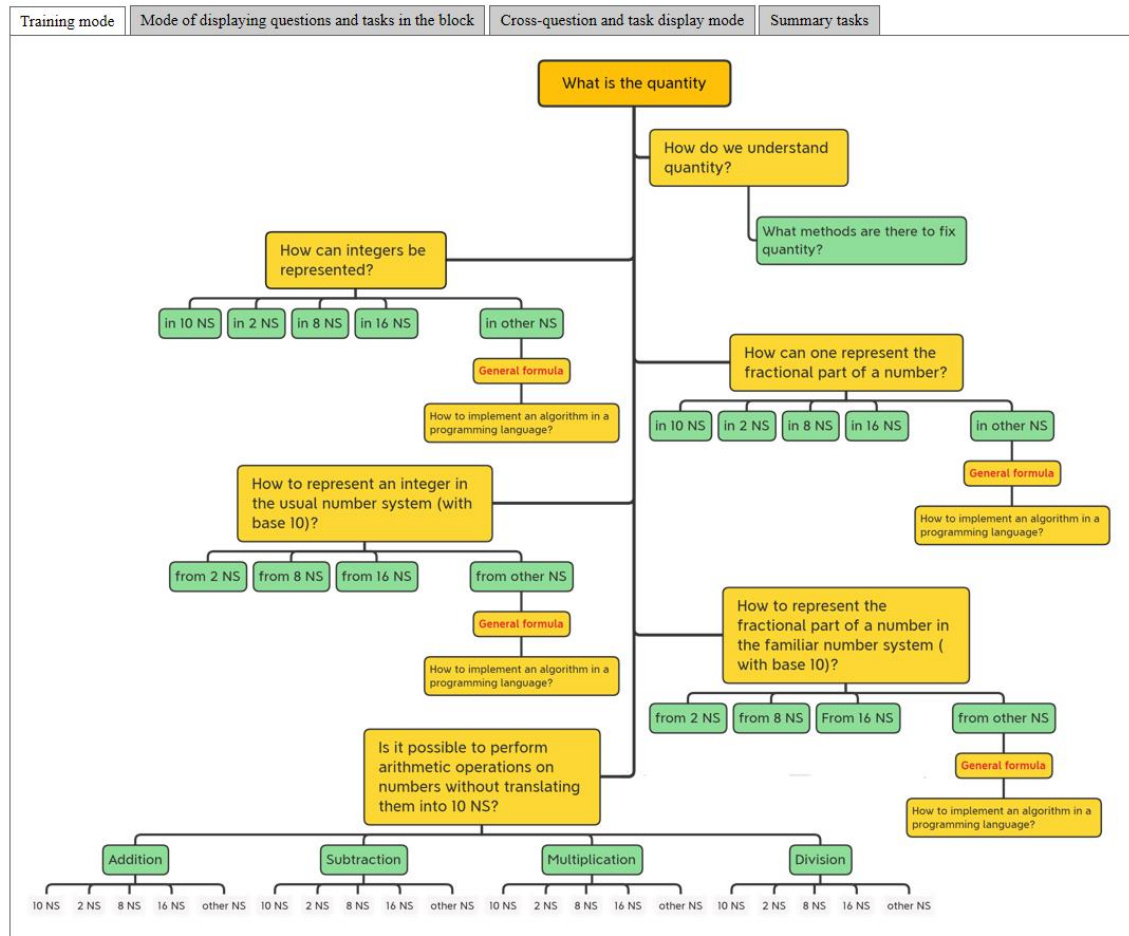 Training mode
Mode of displaying questions and tasks in the block
Cross-question and task display mode
Summary tasks
What is the quantity
How do we understand
quantity?
What methods are there to fix
quantity?
How can integers be
represented?
in 10 NS
in 2 NS
in 8 NS
in 16 NS
in other NS
General formula
How to implement an algorithm in a
programming language?
How can one represent the
fractional part of a number?
in 10 NS
in 2 NS
in 8 NS
in 16 NS
in other NS
General formula
How to implement an algorithm in a
programming language?
How to represent an integer in
the usual number system (with
base 10)?
from 2 NS
from 8 NS
from 16 NS
from other NS
General formula
How to implement an algorithm in a
programming language?
How to represent the
fractional part of a number in
the familiar number system (
with base 10)?
from 2 NS
from 8 NS
From 16 NS
from other NS
General formula
How to implement an algorithm in a
programming language?
Is it possible to perform
arithmetic operations on
numbers without translating
them into 10 NS?
Addition
Subtraction
Multiplication
Division
10 NS 2 NS 8 NS 16 NS other NS
10 NS 2 NS 8 NS 16 NS other NS
10 NS 2 NS 8 NS 16 NS other NS
10 NS 2 NS 8 NS 16 NS other NS